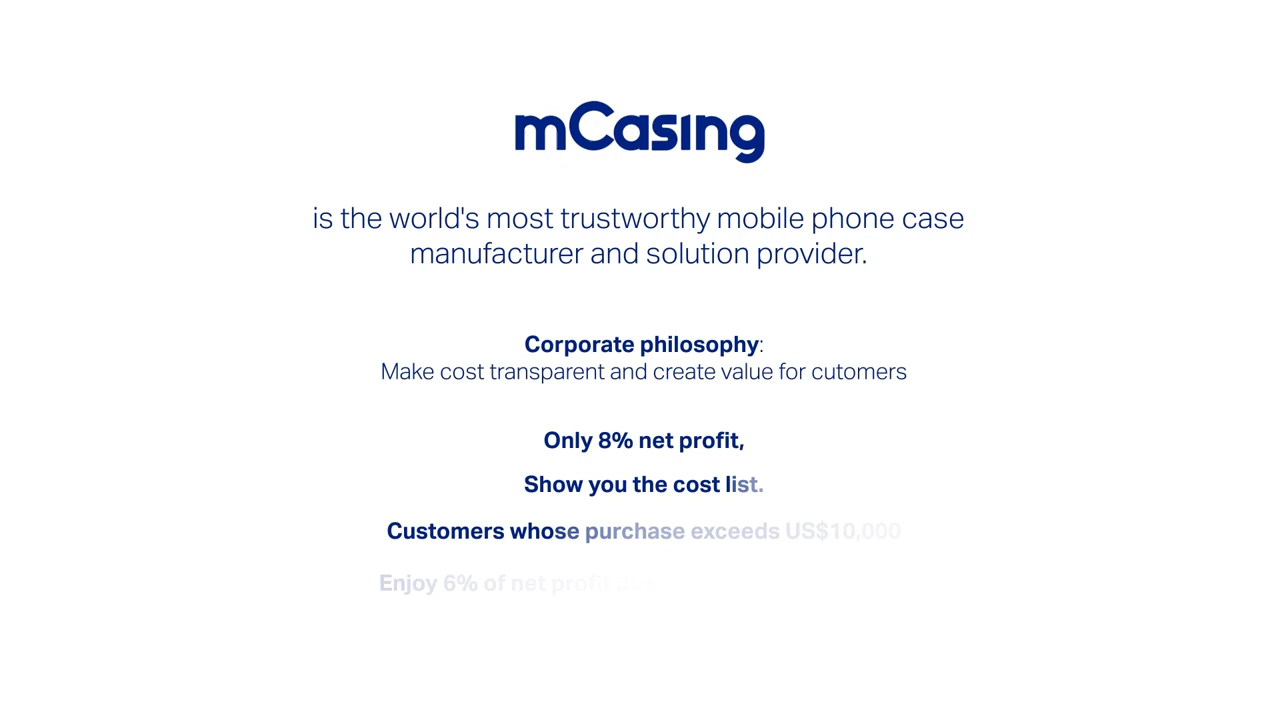 mCasing
is the world's most trustworthy mobile phone case
manufacturer and solution provider.
Corporate philosophy:
Make cost transparent and create value for cutomers
Only 8% net profit,
Show you the cost list.
Customers whose purchase exceeds US$10,000
Enjoy 6% of net profit